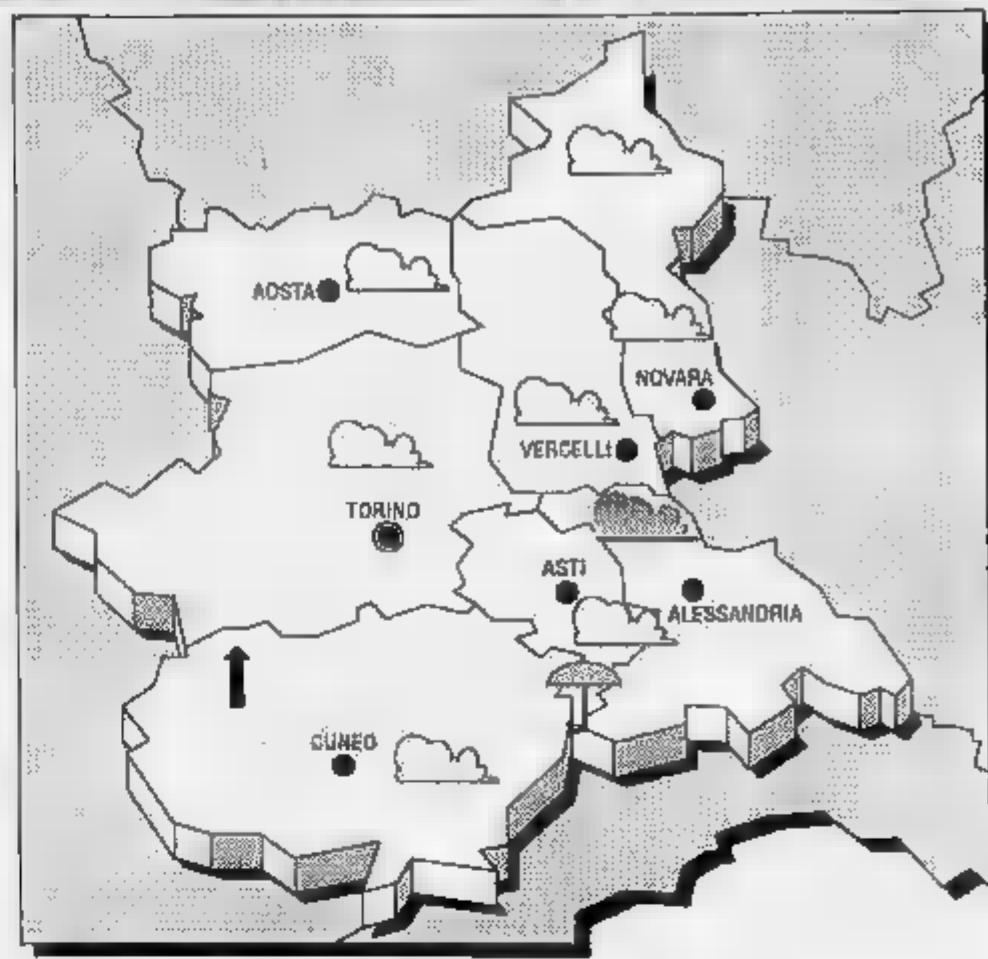 AOSTA
NOVARA
VERCELLI
TORINO
ASTI
ALESSANDRIA
CUNEO